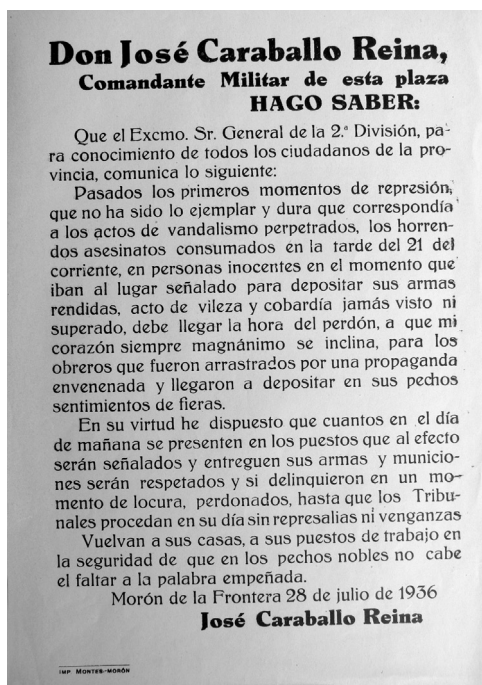 Don José Caraballo Reina,
Comandante Militar de esta plaza
HAGO SABER:
Que el Excmo. Sr. General de la 2.ª División, pa-
ra conocimiento de todos los ciudadanos de la pro-
vincia, comunica lo siguiente:
Pasados los primeros momentos de represión,
que no ha sido lo ejemplar y dura que correspondía
a los actos de vandalismo perpetrados, los horren-
dos asesinatos consumados en la tarde del 21 del
corriente, en personas inocentes en el momento que
iban al lugar señalado para depositar sus armas
rendidas, acto de vileza y cobardía jamás visto ni
superado, debe llegar la hora del perdón, a que mi
corazón siempre magnánimo se inclina, para los
obreros que fueron arrastrados por una propaganda
envenenada y llegaron a depositar en sus pechos
sentimientos de fieras.
En su virtud he dispuesto que cuantos en el día
de mañana se presenten en los puestos que al efecto
serán señalados y entreguen sus armas y municio-
nes serán respetados y si delinquieron en un mo-
mento de locura, perdonados, hasta que los Tribu-
nales procedan en su día sin represalias ni venganzas
Vuelvan a sus casas, a sus puestos de trabajo en
la seguridad de que en los pechos nobles no cabe
el faltar a la palabra empeñada.
Morón de la Frontera 28 de julio de 1936
José Caraballo Reina
IMP. MONTES-MORÓN